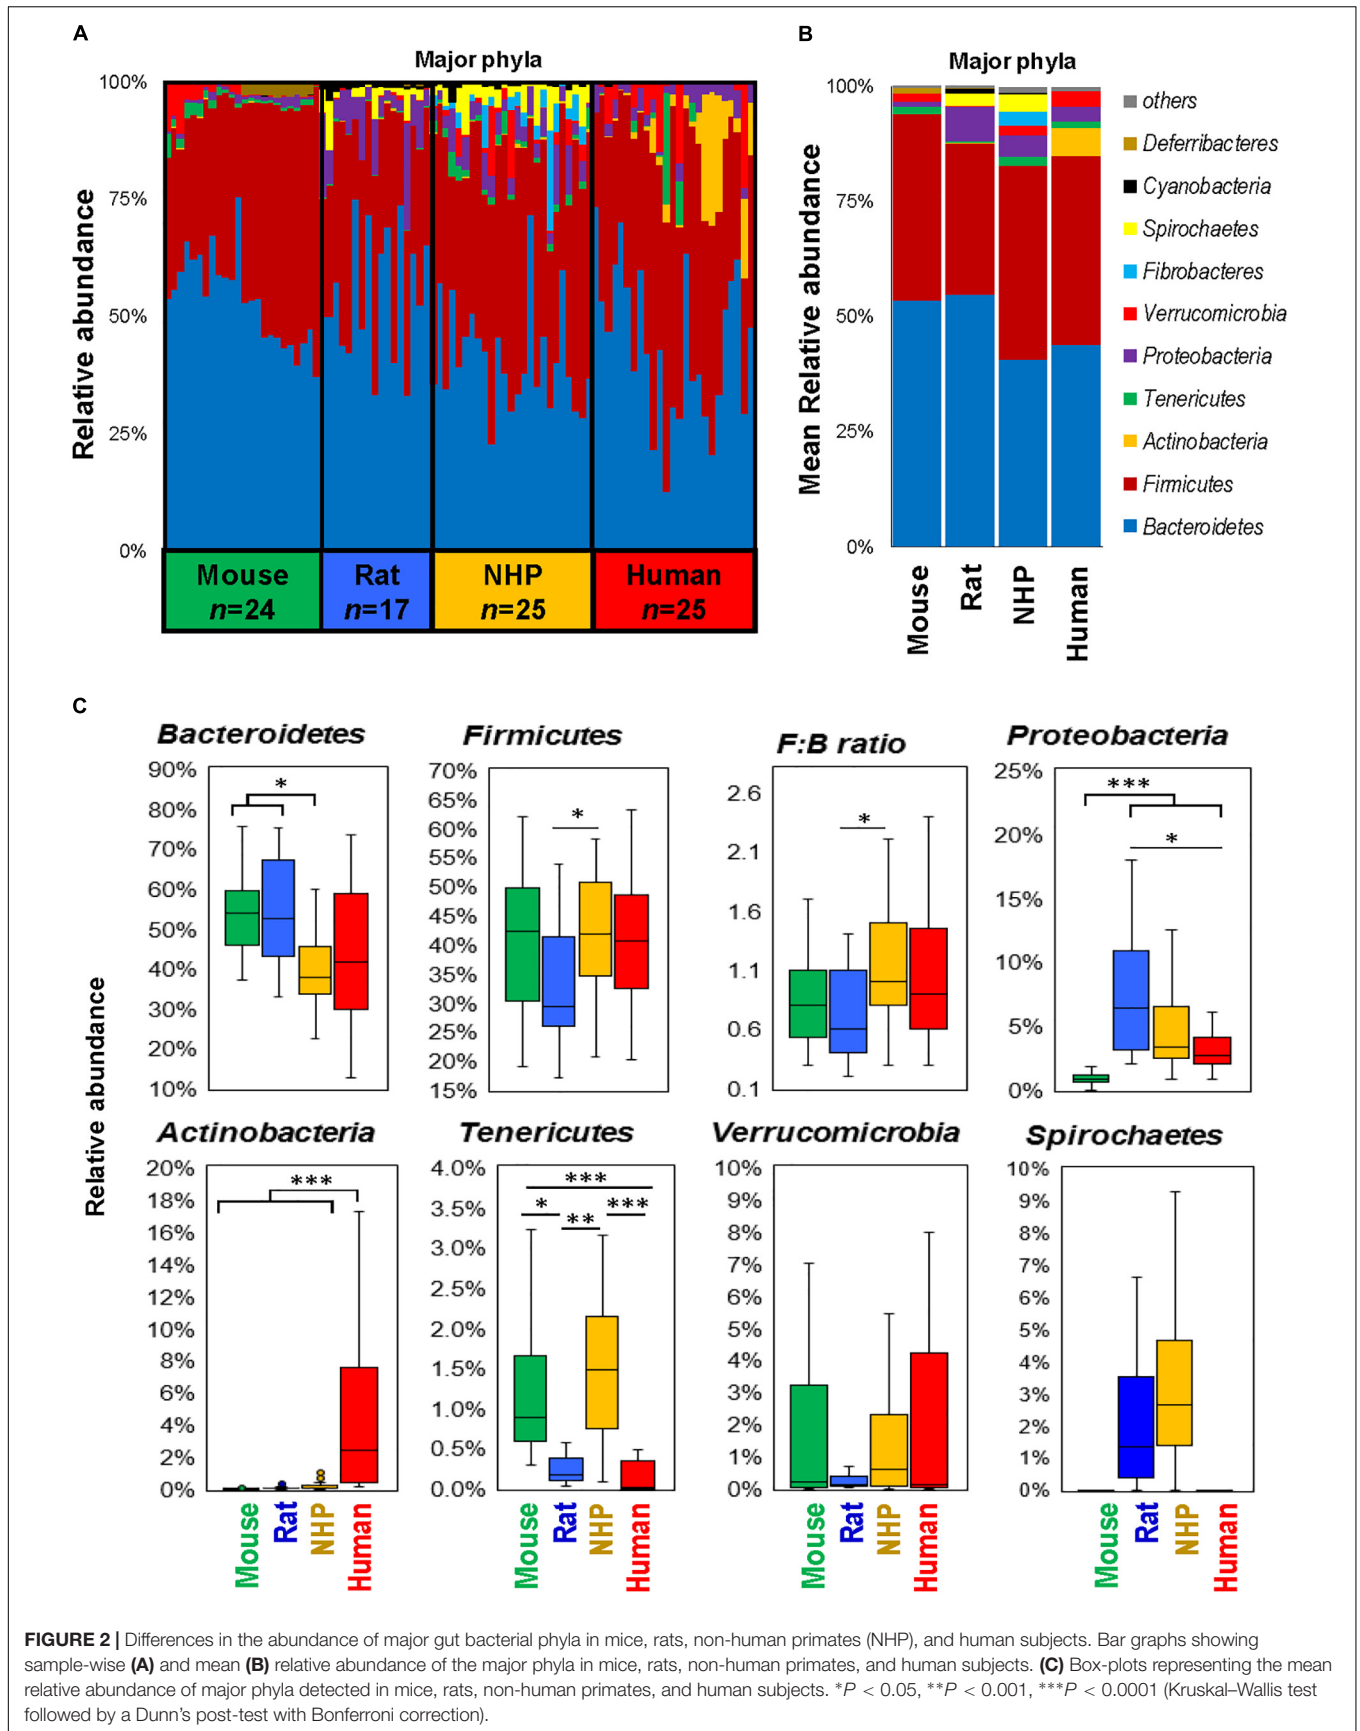 A
Major phyla
100%
75%
50%
25%
0%
Relative abundance
Mouse
n=24
Rat
n=17
NHP
n=25
Human
n=25
B
Major phyla
100%
75%
50%
25%
0%
Mean Relative abundance
Mouse
Rat
NHP
Human
others
Deferribacteres
Cyanobacteria
Spirochaetes
Fibrobacteres
Verrucomicrobia
Proteobacteria
Tenericutes
Actinobacteria
Firmicutes
Bacteroidetes
C
Relative abundance
Bacteroidetes
90%
80%
70%
60%
50%
40%
30%
20%
10%
*
Firmicutes
70%
65%
60%
55%
50%
45%
40%
35%
30%
25%
20%
15%
*
F:B ratio
2.6
2.1
1.6
1.1
0.6
0.1
*
Proteobacteria
25%
20%
15%
10%
5%
0%
***
*
Actinobacteria
20%
18%
16%
14%
12%
10%
8%
6%
4%
2%
0%
***
Mouse
Rat
NHP
Human
Tenericutes
4.0%
3.5%
3.0%
2.5%
2.0%
1.5%
1.0%
0.5%
0.0%
***
*
**
***
Mouse
Rat
NHP
Human
Verrucomicrobia
10%
9%
8%
7%
6%
5%
4%
3%
2%
1%
0%
Mouse
Rat
NHP
Human
Spirochaetes
10%
9%
8%
7%
6%
5%
4%
3%
2%
1%
0%
Mouse
Rat
NHP
Human
FIGURE 2 | Differences in the abundance of major gut bacterial phyla in mice, rats, non-human primates (NHP), and human subjects. Bar graphs showing
sample-wise (A) and mean (B) relative abundance of the major phyla in mice, rats, non-human primates, and human subjects. (C) Box-plots representing the mean
relative abundance of major phyla detected in mice, rats, non-human primates, and human subjects. *P < 0.05, **P < 0.001, ***P < 0.0001 (Kruskal–Wallis test
followed by a Dunn's post-test with Bonferroni correction).